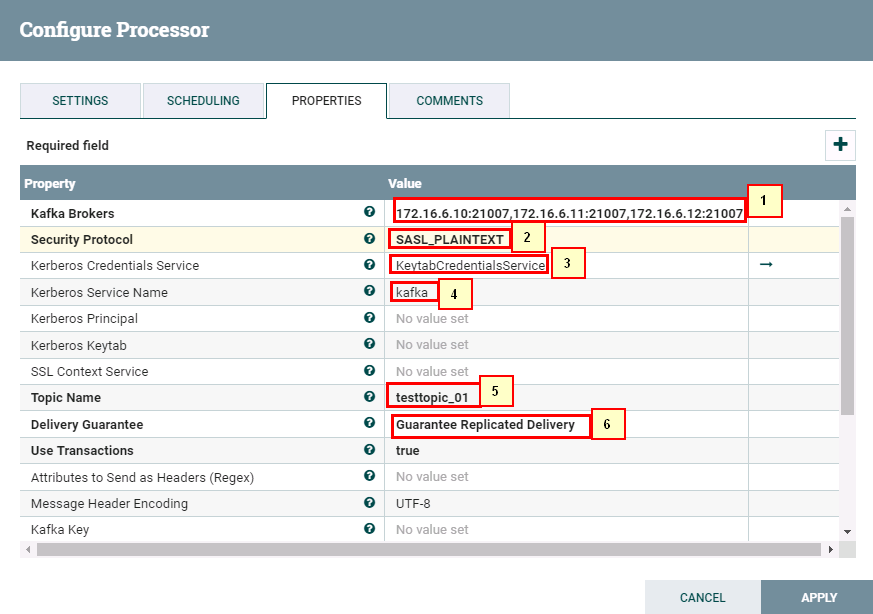 Configure Processor
SETTINGS SCHEDULING PROPERTIES COMMENTS
Required field
Property Value
Kafka Brokers 172.16.6.10:21007,172.16.6.11:21007,172.16.6.12:21007 1
Security Protocol SASL_PLAINTEXT 2
Kerberos Credentials Service KeytabCredentialsService 3
Kerberos Service Name kafka 4
Kerberos Principal No value set
Kerberos Keytab No value set
SSL Context Service No value set
Topic Name testtopic_01 5
Delivery Guarantee Guarantee Replicated Delivery 6
Use Transactions true
Attributes to Send as Headers (Regex) No value set
Message Header Encoding UTF-8
Kafka Key No value set
CANCEL APPLY